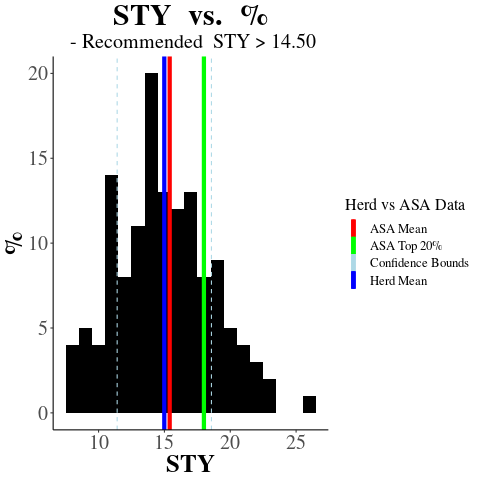 STY vs. %
- Recommended STY > 14.50
20
15
10
5
0
%
10 15 20 25
STY
Herd vs ASA Data
ASA Mean
ASA Top 20%
Confidence Bounds
Herd Mean